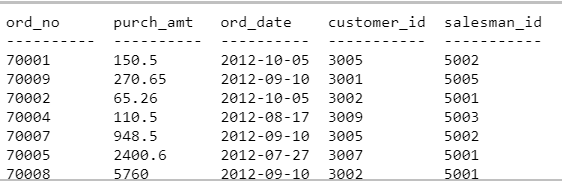 ord_no      purch_amt   ord_date    customer_id  salesman_id
----------  ----------  ----------  -----------  -----------
70001       150.5       2012-10-05  3005         5002
70009       270.65      2012-09-10  3001         5005
70002       65.26       2012-10-05  3002         5001
70004       110.5       2012-08-17  3009         5003
70007       948.5       2012-09-10  3005         5002
70005       2400.6      2012-07-27  3007         5001
70008       5760        2012-09-10  3002         5001